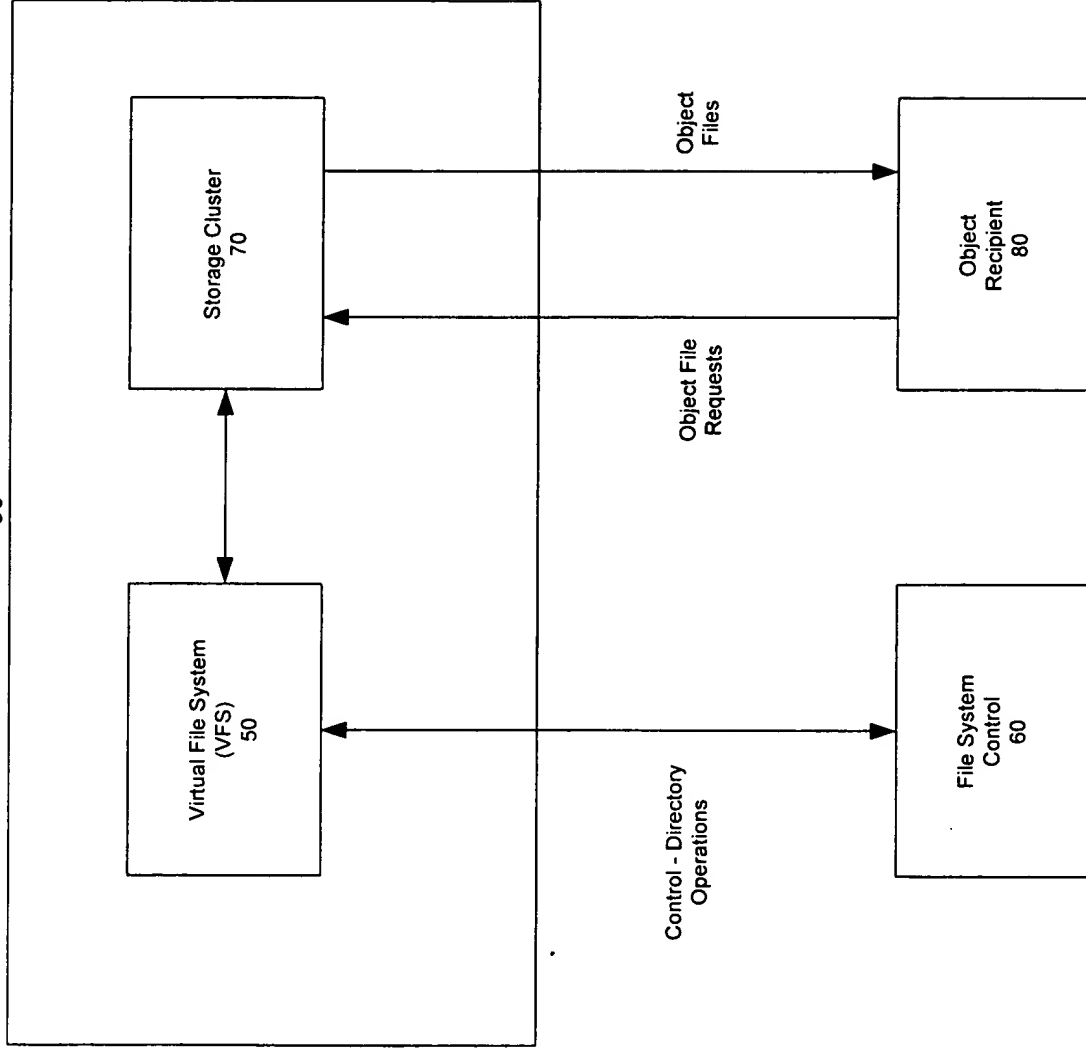 Virtual File System
(VFS)
50
Storage Cluster
70
Control - Directory
Operations
Object File
Requests
Object
Files
File System
Control
60
Object
Recipient
80